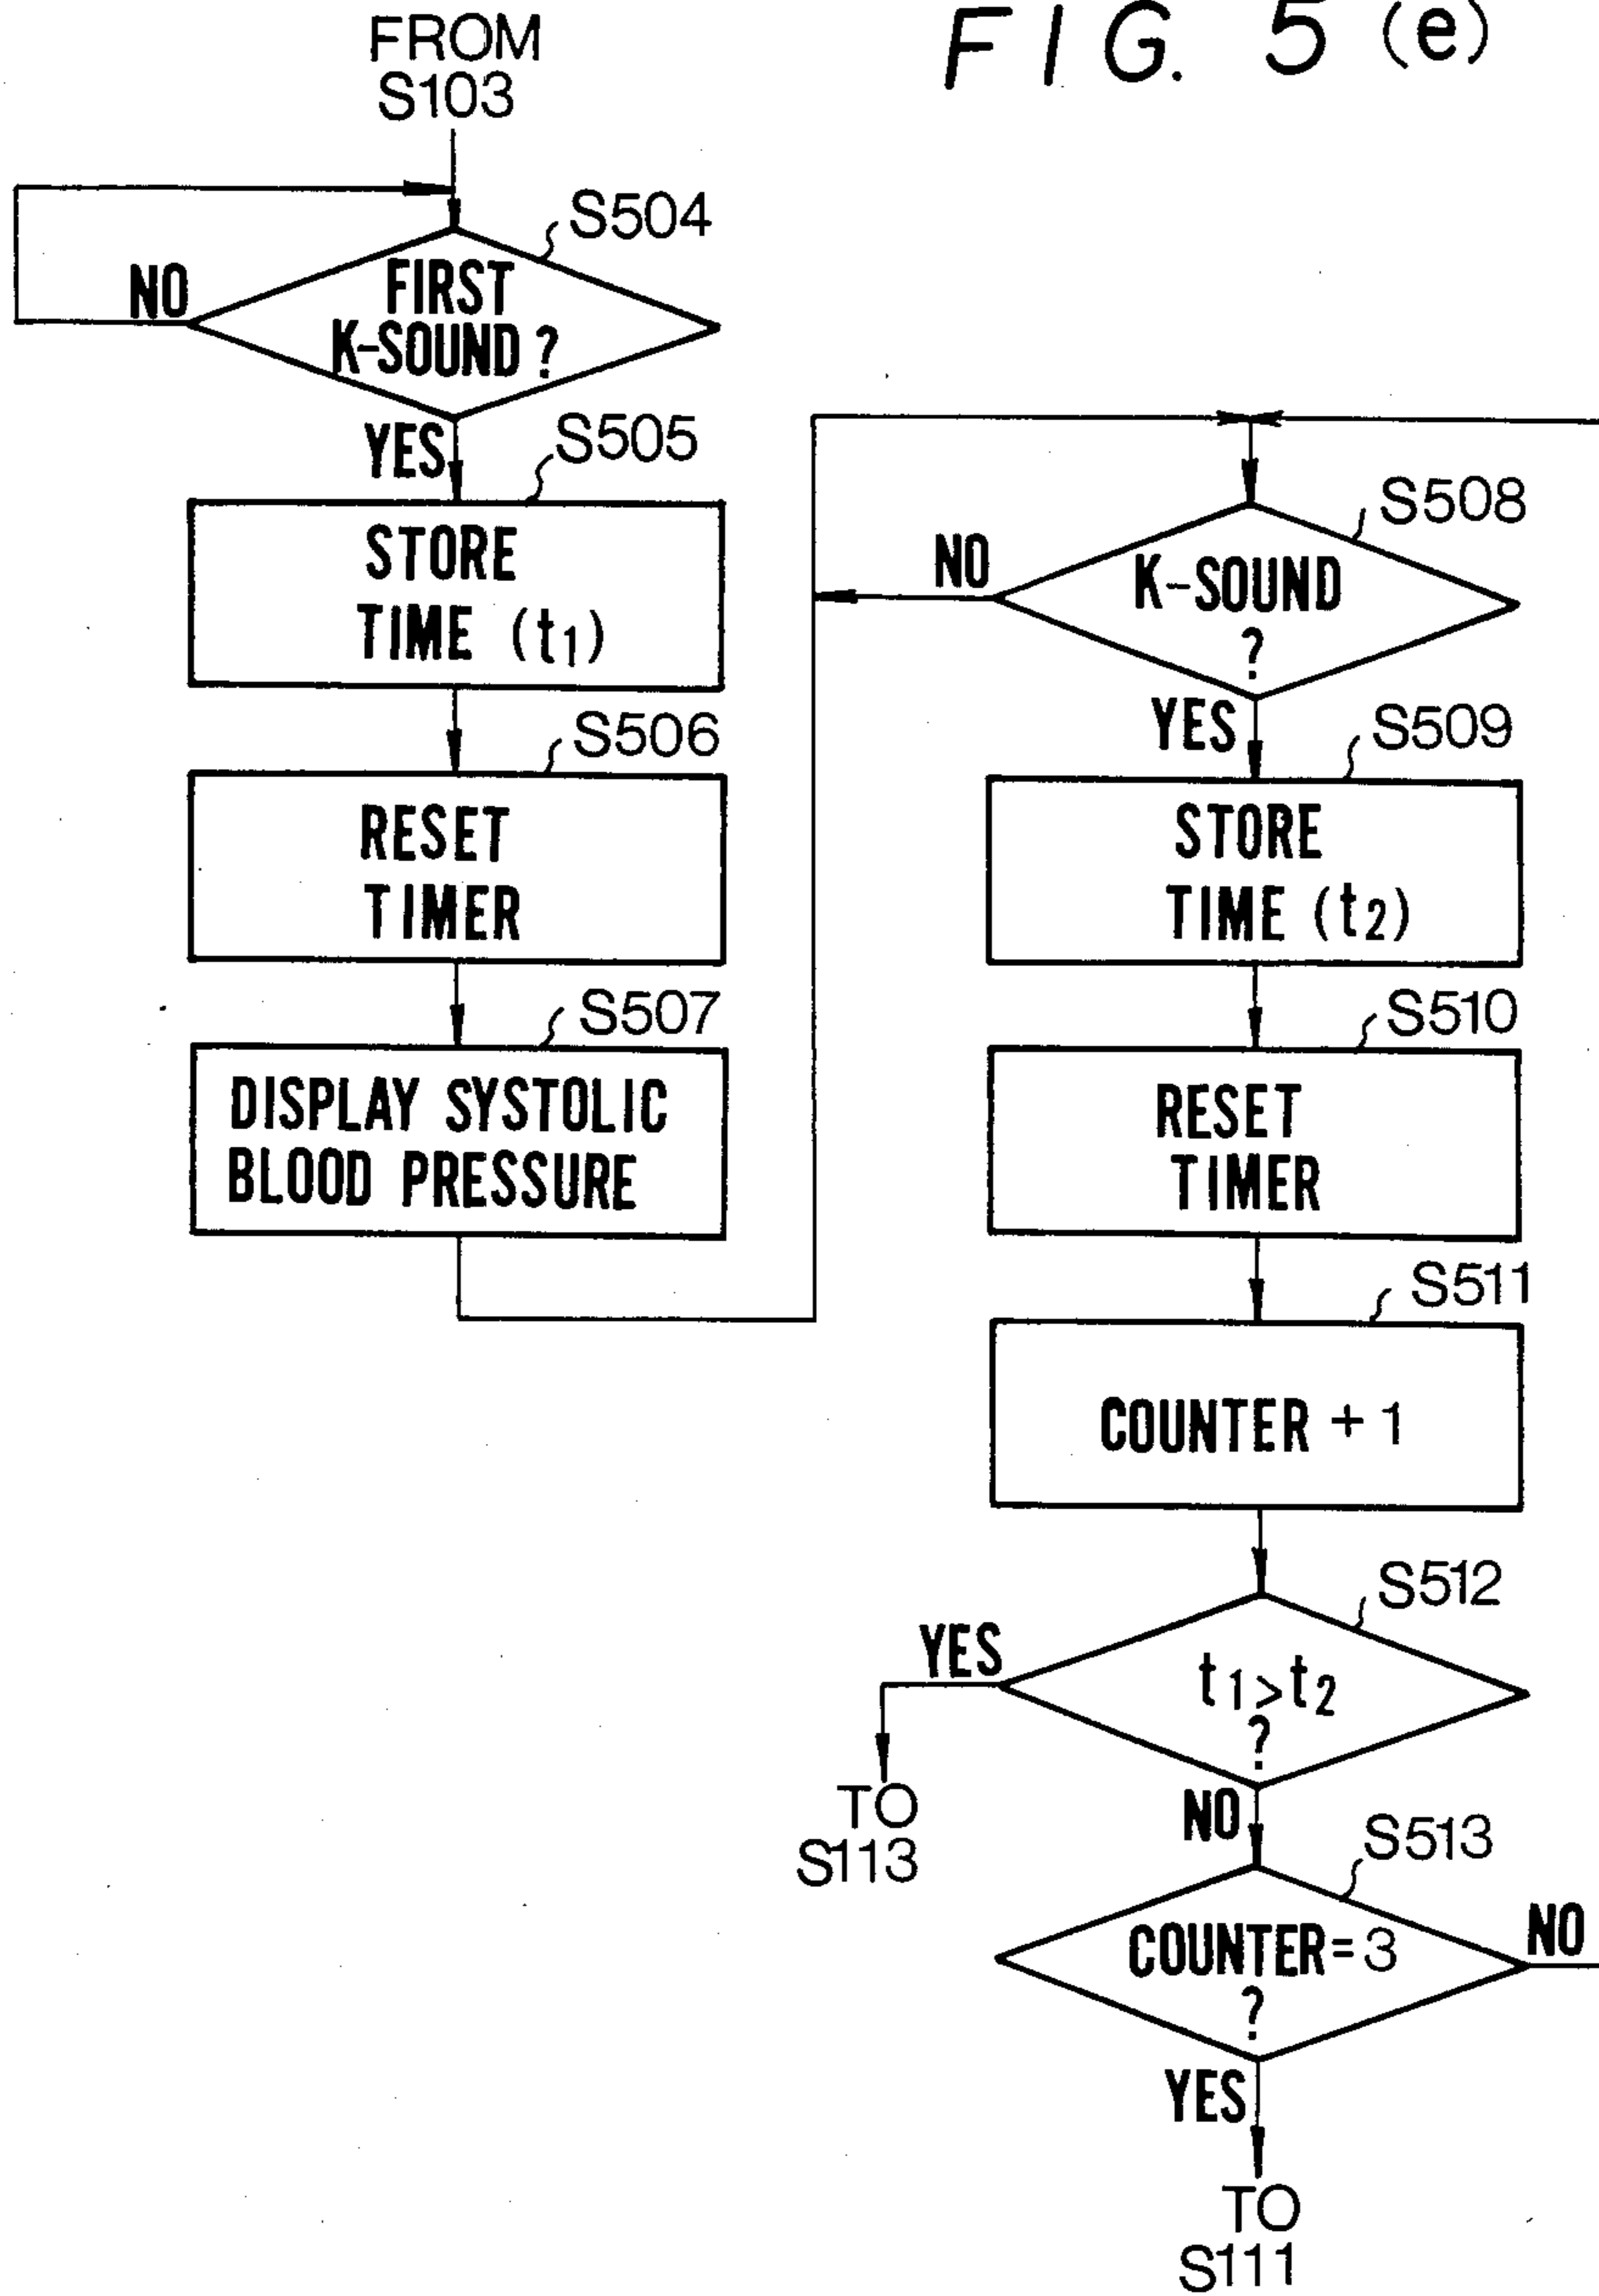 FIG. 5 (e)
FROM
S103
S504
NO
FIRST
K-SOUND ?
YES
S505
STORE
TIME (t1)
S506
RESET
TIMER
S507
DISPLAY SYSTOLIC
BLOOD PRESSURE
S508
NO
K-SOUND
?
YES
S509
STORE
TIME (t2)
S510
RESET
TIMER
S511
COUNTER + 1
S512
YES
t1>t2
?
TO
S113
NO
S513
COUNTER=3
?
NO
YES
TO
S111